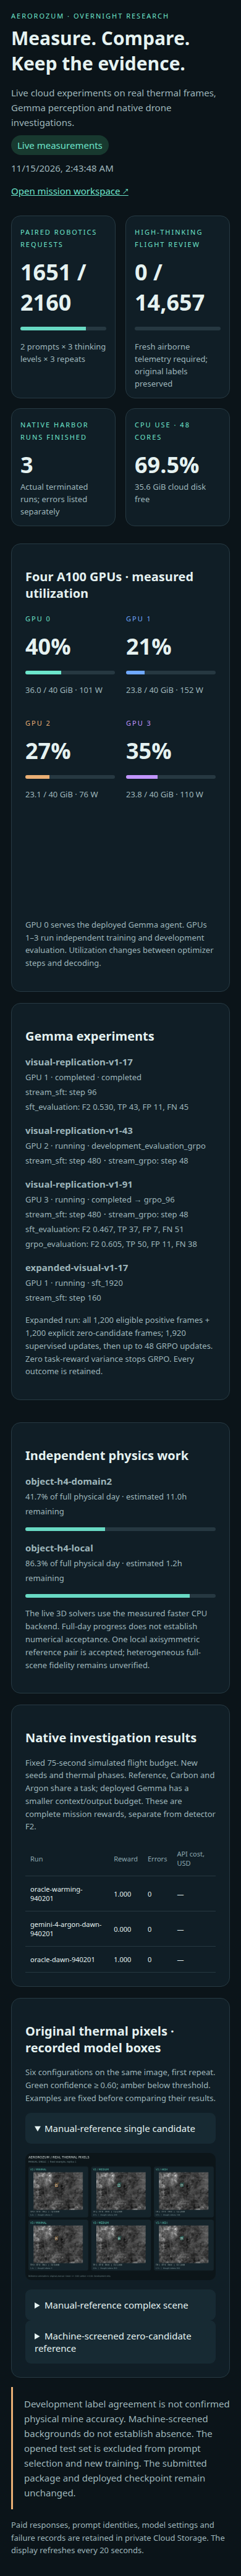 AEROROZUM · OVERNIGHT RESEARCH
Measure. Compare.
Keep the evidence.
Live cloud experiments on real thermal frames,
Gemma perception and native drone
investigations.
Live measurements
11/15/2026, 2:43:48 AM
Open mission workspace ↗
PAIRED ROBOTICS
REQUESTS
1651 /
2160
2 prompts × 3 thinking
levels × 3 repeats
HIGH-THINKING
FLIGHT REVIEW
0 /
14,657
Fresh airborne
telemetry required;
original labels
preserved
NATIVE HARBOR
RUNS FINISHED
3
Actual terminated
runs; errors listed
separately
CPU USE · 48
CORES
69.5%
35.6 GiB cloud disk
free
Four A100 GPUs · measured
utilization
GPU 0
40%
36.0 / 40 GiB · 101 W
GPU 1
21%
23.8 / 40 GiB · 152 W
GPU 2
27%
23.1 / 40 GiB · 76 W
GPU 3
35%
23.8 / 40 GiB · 110 W
GPU 0 serves the deployed Gemma agent. GPUs
1–3 run independent training and development
evaluation. Utilization changes between optimizer
steps and decoding.
Gemma experiments
visual-replication-v1-17
GPU 1 · completed · completed
stream_sft: step 96
sft_evaluation: F2 0.530, TP 43, FP 11, FN 45
visual-replication-v1-43
GPU 2 · running · development_evaluation_grpo
stream_sft: step 480 · stream_grpo: step 48
visual-replication-v1-91
GPU 3 · running · completed → grpo_96
stream_sft: step 480 · stream_grpo: step 48
sft_evaluation: F2 0.467, TP 37, FP 7, FN 51
grpo_evaluation: F2 0.605, TP 50, FP 11, FN 38
expanded-visual-v1-17
GPU 1 · running · sft_1920
stream_sft: step 160
Expanded run: all 1,200 eligible positive frames +
1,200 explicit zero-candidate frames; 1,920
supervised updates, then up to 48 GRPO updates.
Zero task-reward variance stops GRPO. Every
outcome is retained.
Independent physics work
object-h4-domain2
41.7% of full physical day · estimated 11.0h
remaining
object-h4-local
86.3% of full physical day · estimated 1.2h
remaining
The live 3D solvers use the measured faster CPU
backend. Full-day progress does not establish
numerical acceptance. One local axisymmetric
reference pair is accepted; heterogeneous full-
scene fidelity remains unverified.
Native investigation results
Fixed 75-second simulated flight budget. New
seeds and thermal phases. Reference, Carbon and
Argon share a task; deployed Gemma has a
smaller context/output budget. These are
complete mission rewards, separate from detector
F2.
Run Reward Errors API cost,
USD
oracle-warming-
940201 1.000 0 —
gemini-4-argon-dawn-
940201 0.000 0 —
oracle-dawn-940201 1.000 0 —
Original thermal pixels ·
recorded model boxes
Six configurations on the same image, first repeat.
Green confidence ≥ 0.60; amber below threshold.
Examples are fixed before comparing their results.
▼ Manual-reference single candidate
▶ Manual-reference complex scene
▶ Machine-screened zero-candidate
reference
Development label agreement is not confirmed
physical mine accuracy. Machine-screened
backgrounds do not establish absence. The
opened test set is excluded from prompt
selection and new training. The submitted
package and deployed checkpoint remain
unchanged.
Paid responses, prompt identities, model settings and
failure records are retained in private Cloud Storage. The
display refreshes every 20 seconds.